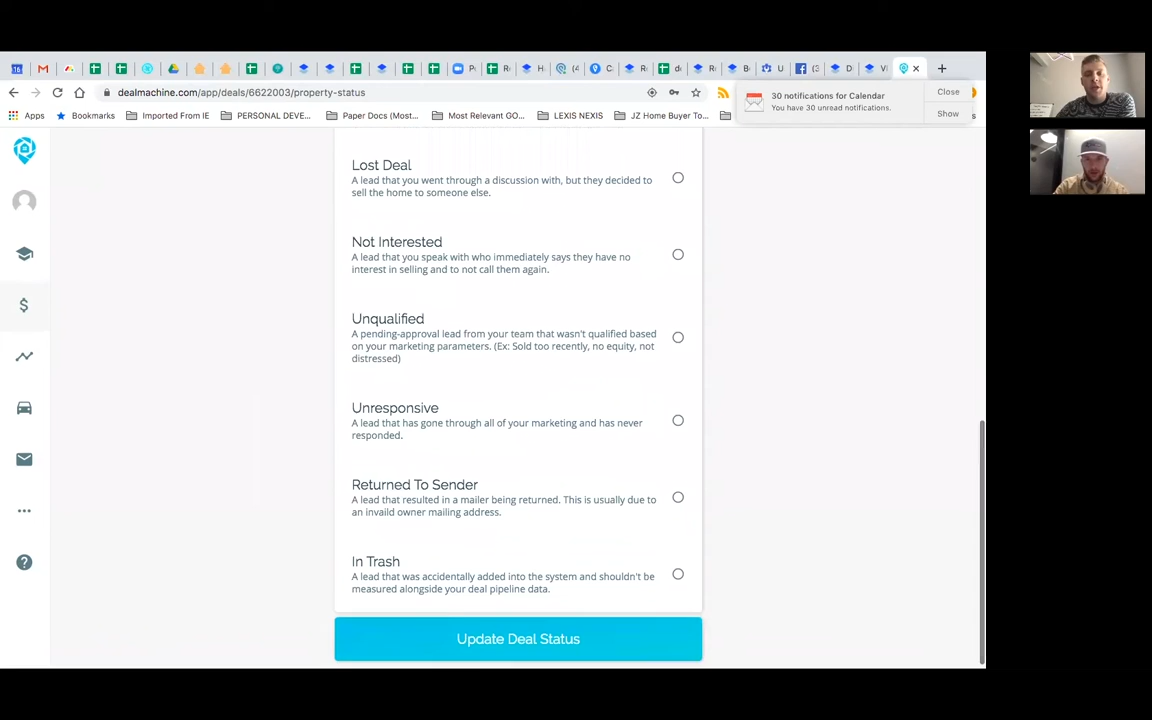 16
dealmachine.com/app/deals/6622003/property-status
30 notifications for Calendar
You have 30 unread notifications.
Close
Show
Apps
Bookmarks
Imported From IE
PERSONAL DEVE...
Paper Docs (Most...
Most Relevant GO...
LEXIS NEXIS
JZ Home Buyer To...
Lost Deal
A lead that you went through a discussion with, but they decided to
sell the home to someone else.
Not Interested
A lead that you speak with who immediately says they have no
interest in selling and to not call them again.
Unqualified
A pending-approval lead from your team that wasn't qualified based
on your marketing parameters. (Ex: Sold too recently, no equity, not
distressed)
Unresponsive
A lead that has gone through all of your marketing and has never
responded.
Returned To Sender
A lead that resulted in a mailer being returned. This is usually due to
an invaild owner mailing address.
In Trash
A lead that was accidentally added into the system and shouldn't be
measured alongside your deal pipeline data.
Update Deal Status